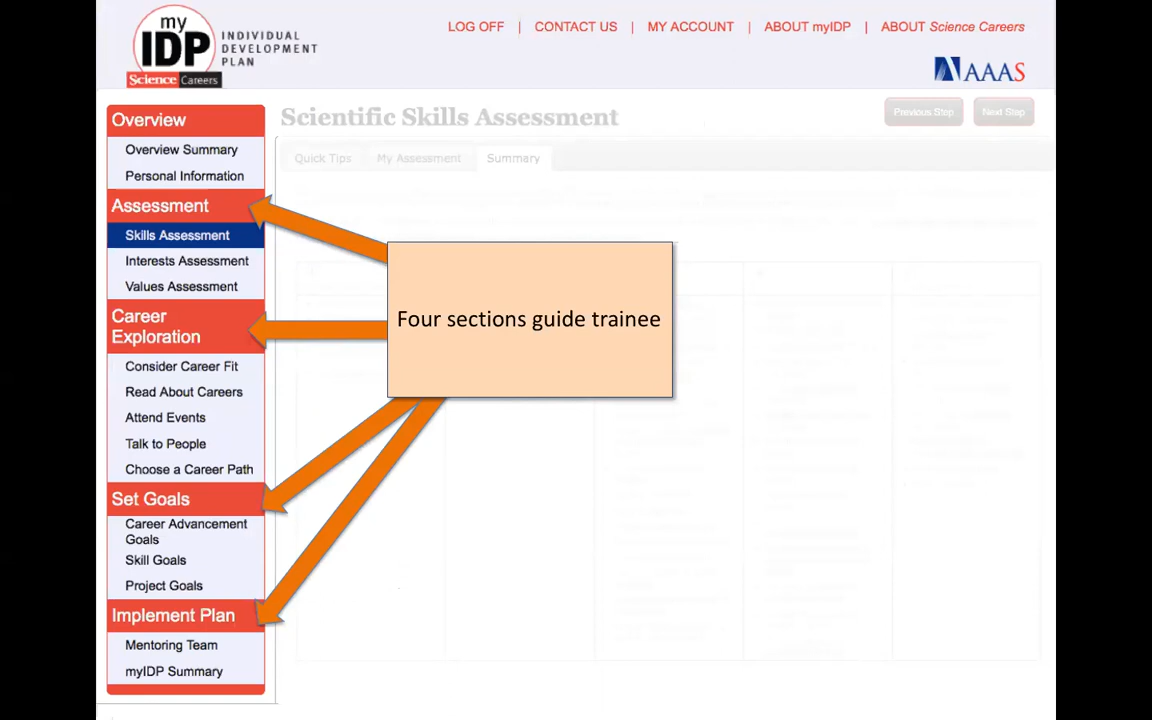 my
IDP
INDIVIDUAL
DEVELOPMENT
PLAN
Science Careers
LOG OFF | CONTACT US | MY ACCOUNT | ABOUT myIDP | ABOUT Science Careers
AAAS
Overview
Overview Summary
Personal Information
Assessment
Skills Assessment
Interests Assessment
Values Assessment
Career
Exploration
Consider Career Fit
Read About Careers
Attend Events
Talk to People
Choose a Career Path
Set Goals
Career Advancement
Goals
Skill Goals
Project Goals
Implement Plan
Mentoring Team
myIDP Summary
Scientific Skills Assessment
Previous Step Next Step
Quick Tips My Assessment Summary
Four sections guide trainee